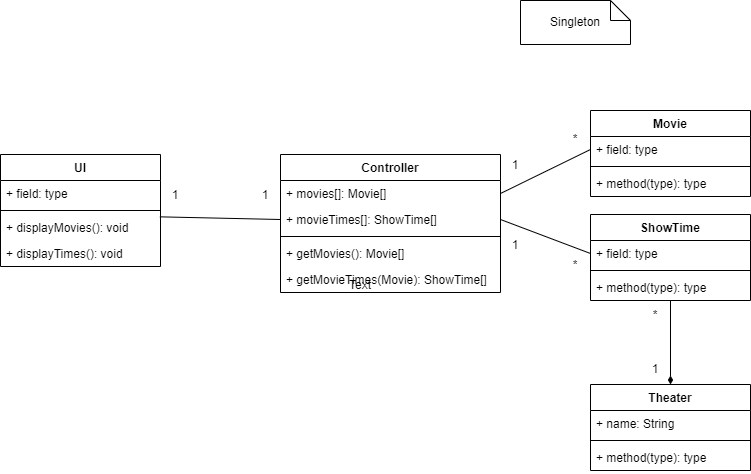 Singleton
UI
+ field: type
+ displayMovies(): void
+ displayTimes(): void
1
1
Controller
+ movies[]: Movie[]
+ movieTimes[]: ShowTime[]
+ getMovies(): Movie[]
+ getMovieTimes(Movie): ShowTime[]
Text
1
*
Movie
+ field: type
+ method(type): type
1
*
ShowTime
+ field: type
+ method(type): type
*
1
Theater
+ name: String
+ method(type): type